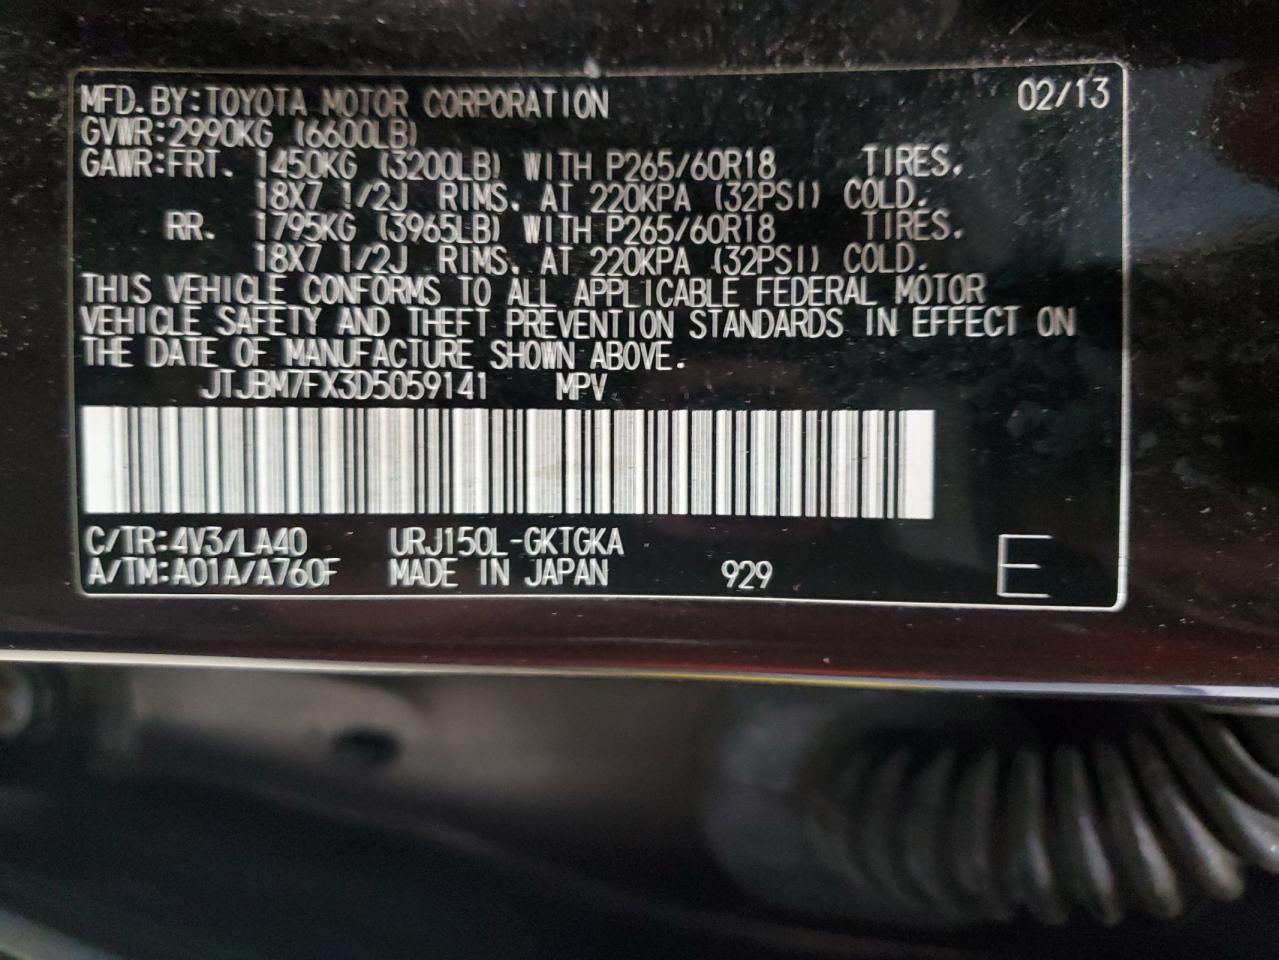 MFD. BY:TOYOTA MOTOR CORPORATION 02/13
GVWR:2990KG (6600LB)
GAWR:FRT. 1450KG (3200LB) WITH P265/60R18 TIRES.
18X7 1/2J RIMS. AT 220KPA (32PSI) COLD.
RR. 1795KG (3965LB) WITH P265/60R18 TIRES.
18X7 1/2J RIMS. AT 220KPA (32PSI) COLD.
THIS VEHICLE CONFORMS TO ALL APPLICABLE FEDERAL MOTOR
VEHICLE SAFETY AND THEFT PREVENTION STANDARDS IN EFFECT ON
THE DATE OF MANUFACTURE SHOWN ABOVE.
JTJBM7FX3D5059141 MPV
C/TR:4V3/LA40 URJ150L-GKTGKA
A/TM:A01A/A760F MADE IN JAPAN 929 E